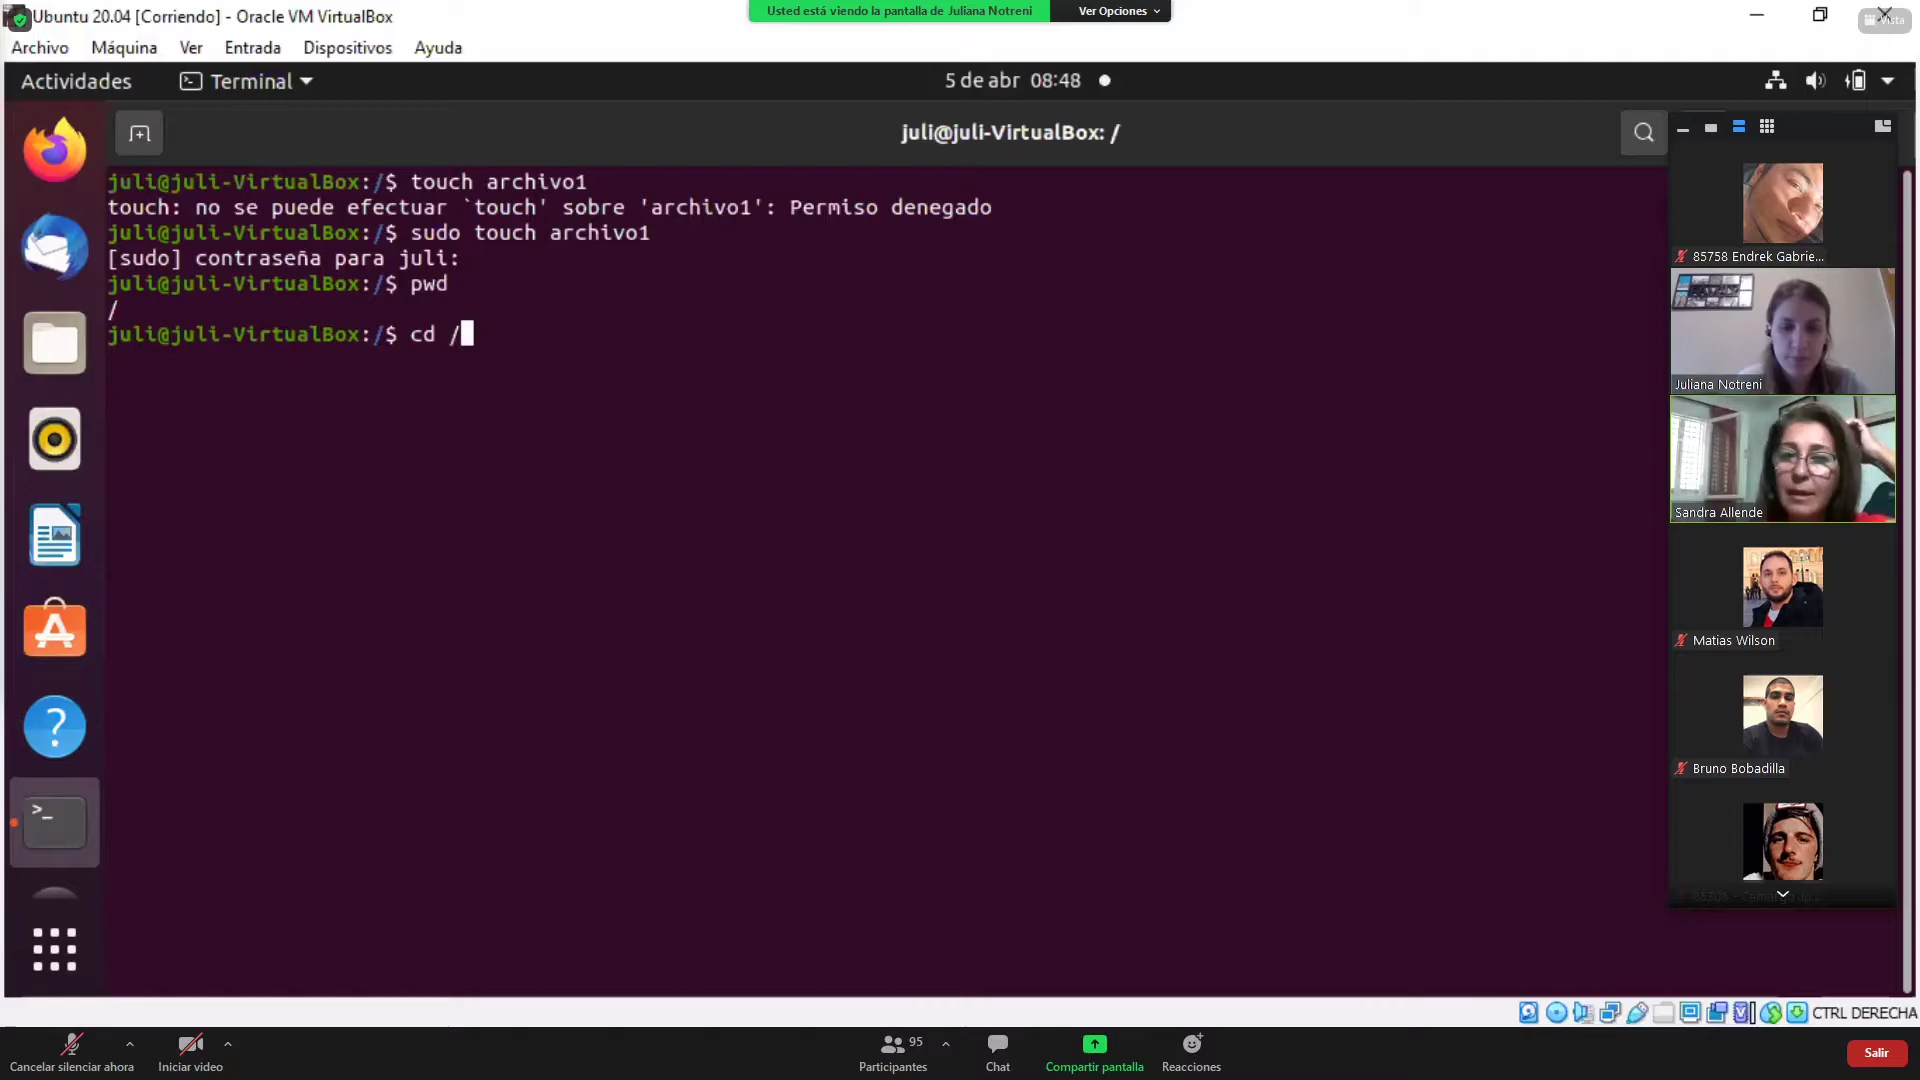 Ubuntu 20.04 [Corriendo] - Oracle VM VirtualBox
Usted está viendo la pantalla de Juliana Notreni
Ver Opciones
Vista
Archivo Máquina Ver Entrada Dispositivos Ayuda
Actividades
Terminal
5 de abr 08:48
juli@juli-VirtualBox: /
juli@juli-VirtualBox:/$ touch archivo1
touch: no se puede efectuar `touch' sobre 'archivo1': Permiso denegado
juli@juli-VirtualBox:/$ sudo touch archivo1
[sudo] contraseña para juli:
juli@juli-VirtualBox:/$ pwd
/
juli@juli-VirtualBox:/$ cd /
85758 Endrek Gabrie...
Juliana Notreni
Sandra Allende
Matias Wilson
Bruno Bobadilla
CTRL DERECHA
Cancelar silenciar ahora
Iniciar video
95
Participantes
Chat
Compartir pantalla
Reacciones
Salir